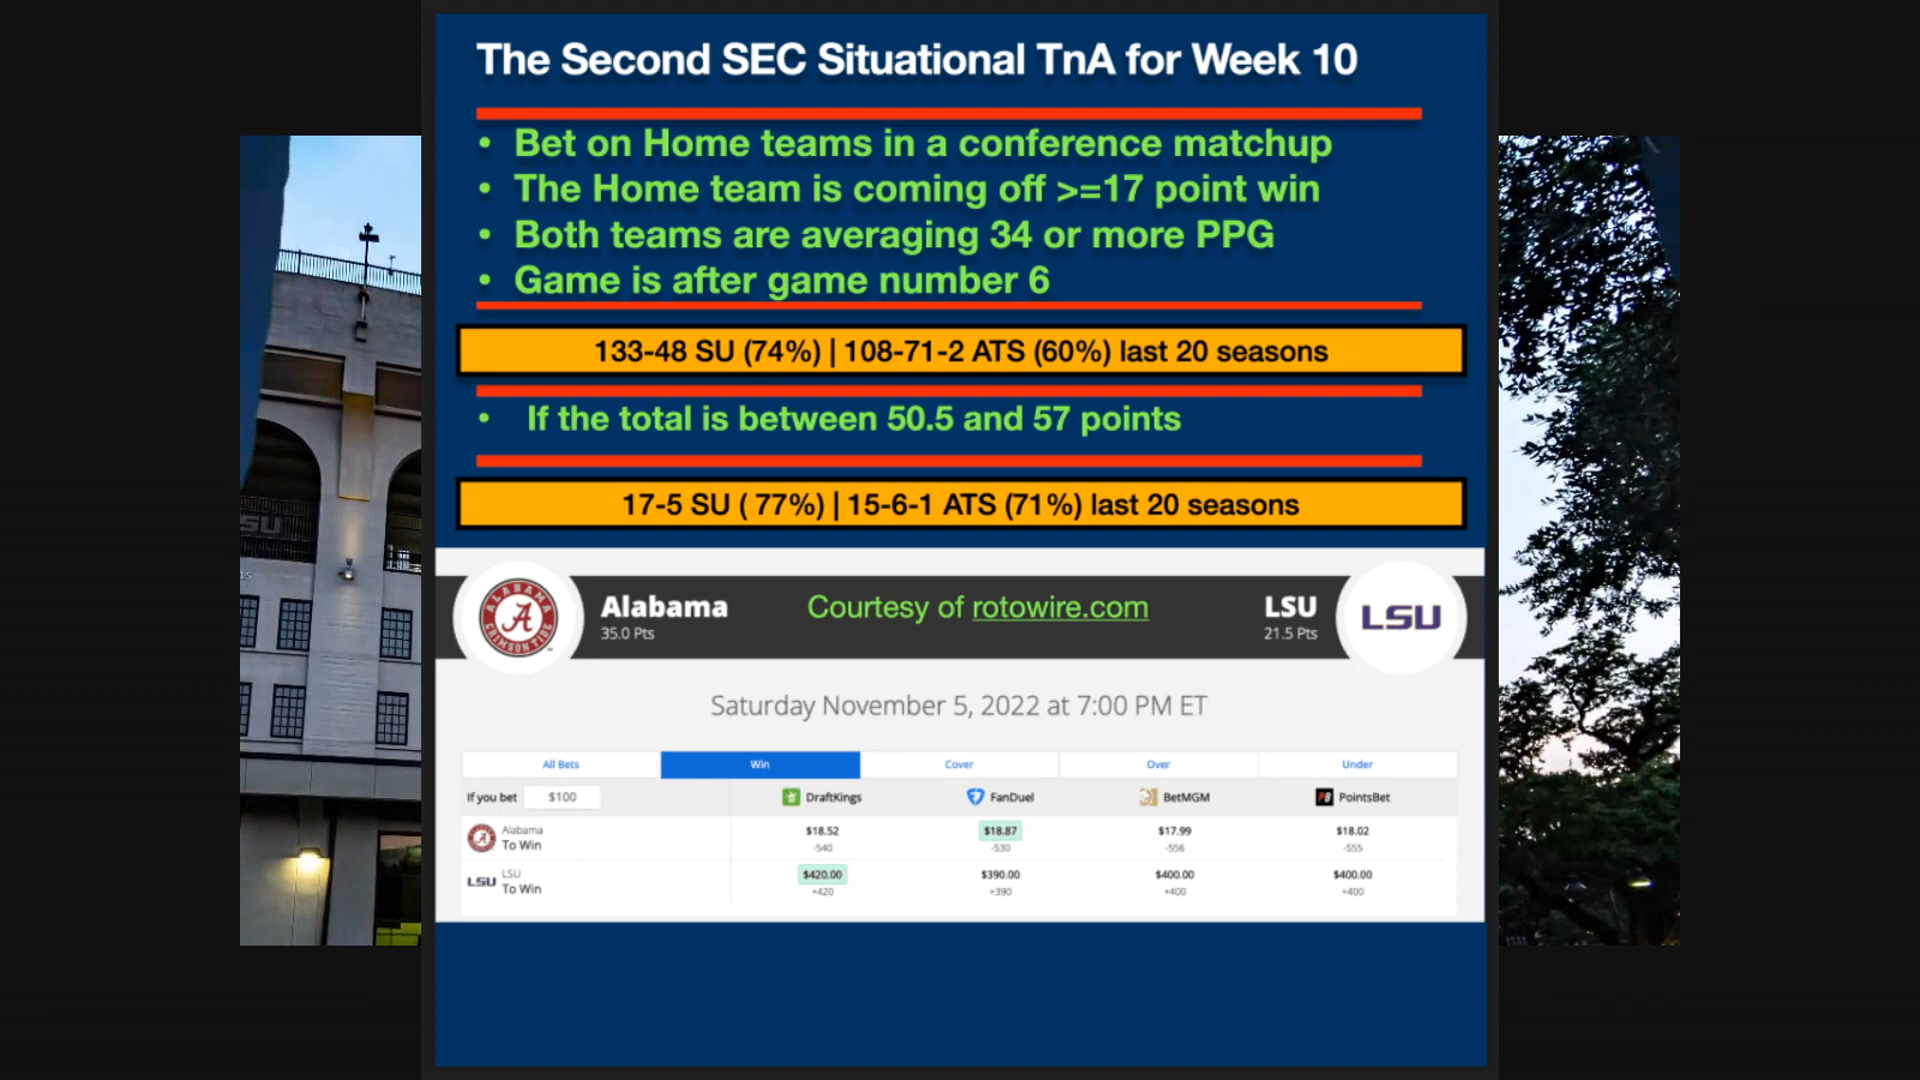 The Second SEC Situational TnA for Week 10
• Bet on Home teams in a conference matchup
• The Home team is coming off >=17 point win
• Both teams are averaging 34 or more PPG
• Game is after game number 6
133-48 SU (74%) | 108-71-2 ATS (60%) last 20 seasons
• If the total is between 50.5 and 57 points
17-5 SU ( 77%) | 15-6-1 ATS (71%) last 20 seasons
SU
ALABAMA A CRIMSON TIDE
Alabama
35.0 Pts
Courtesy of rotowire.com
LSU
21.5 Pts
LSU
Saturday November 5, 2022 at 7:00 PM ET
All Bets Win Cover Over Under
If you bet $100 DraftKings FanDuel BetMGM PB PointsBet
Alabama
To Win
$18.52 $18.87 $17.99 $18.02
-540 -530 -556 -555
LSU LSU
To Win
$420.00 $390.00 $400.00 $400.00
+420 +390 +400 +400